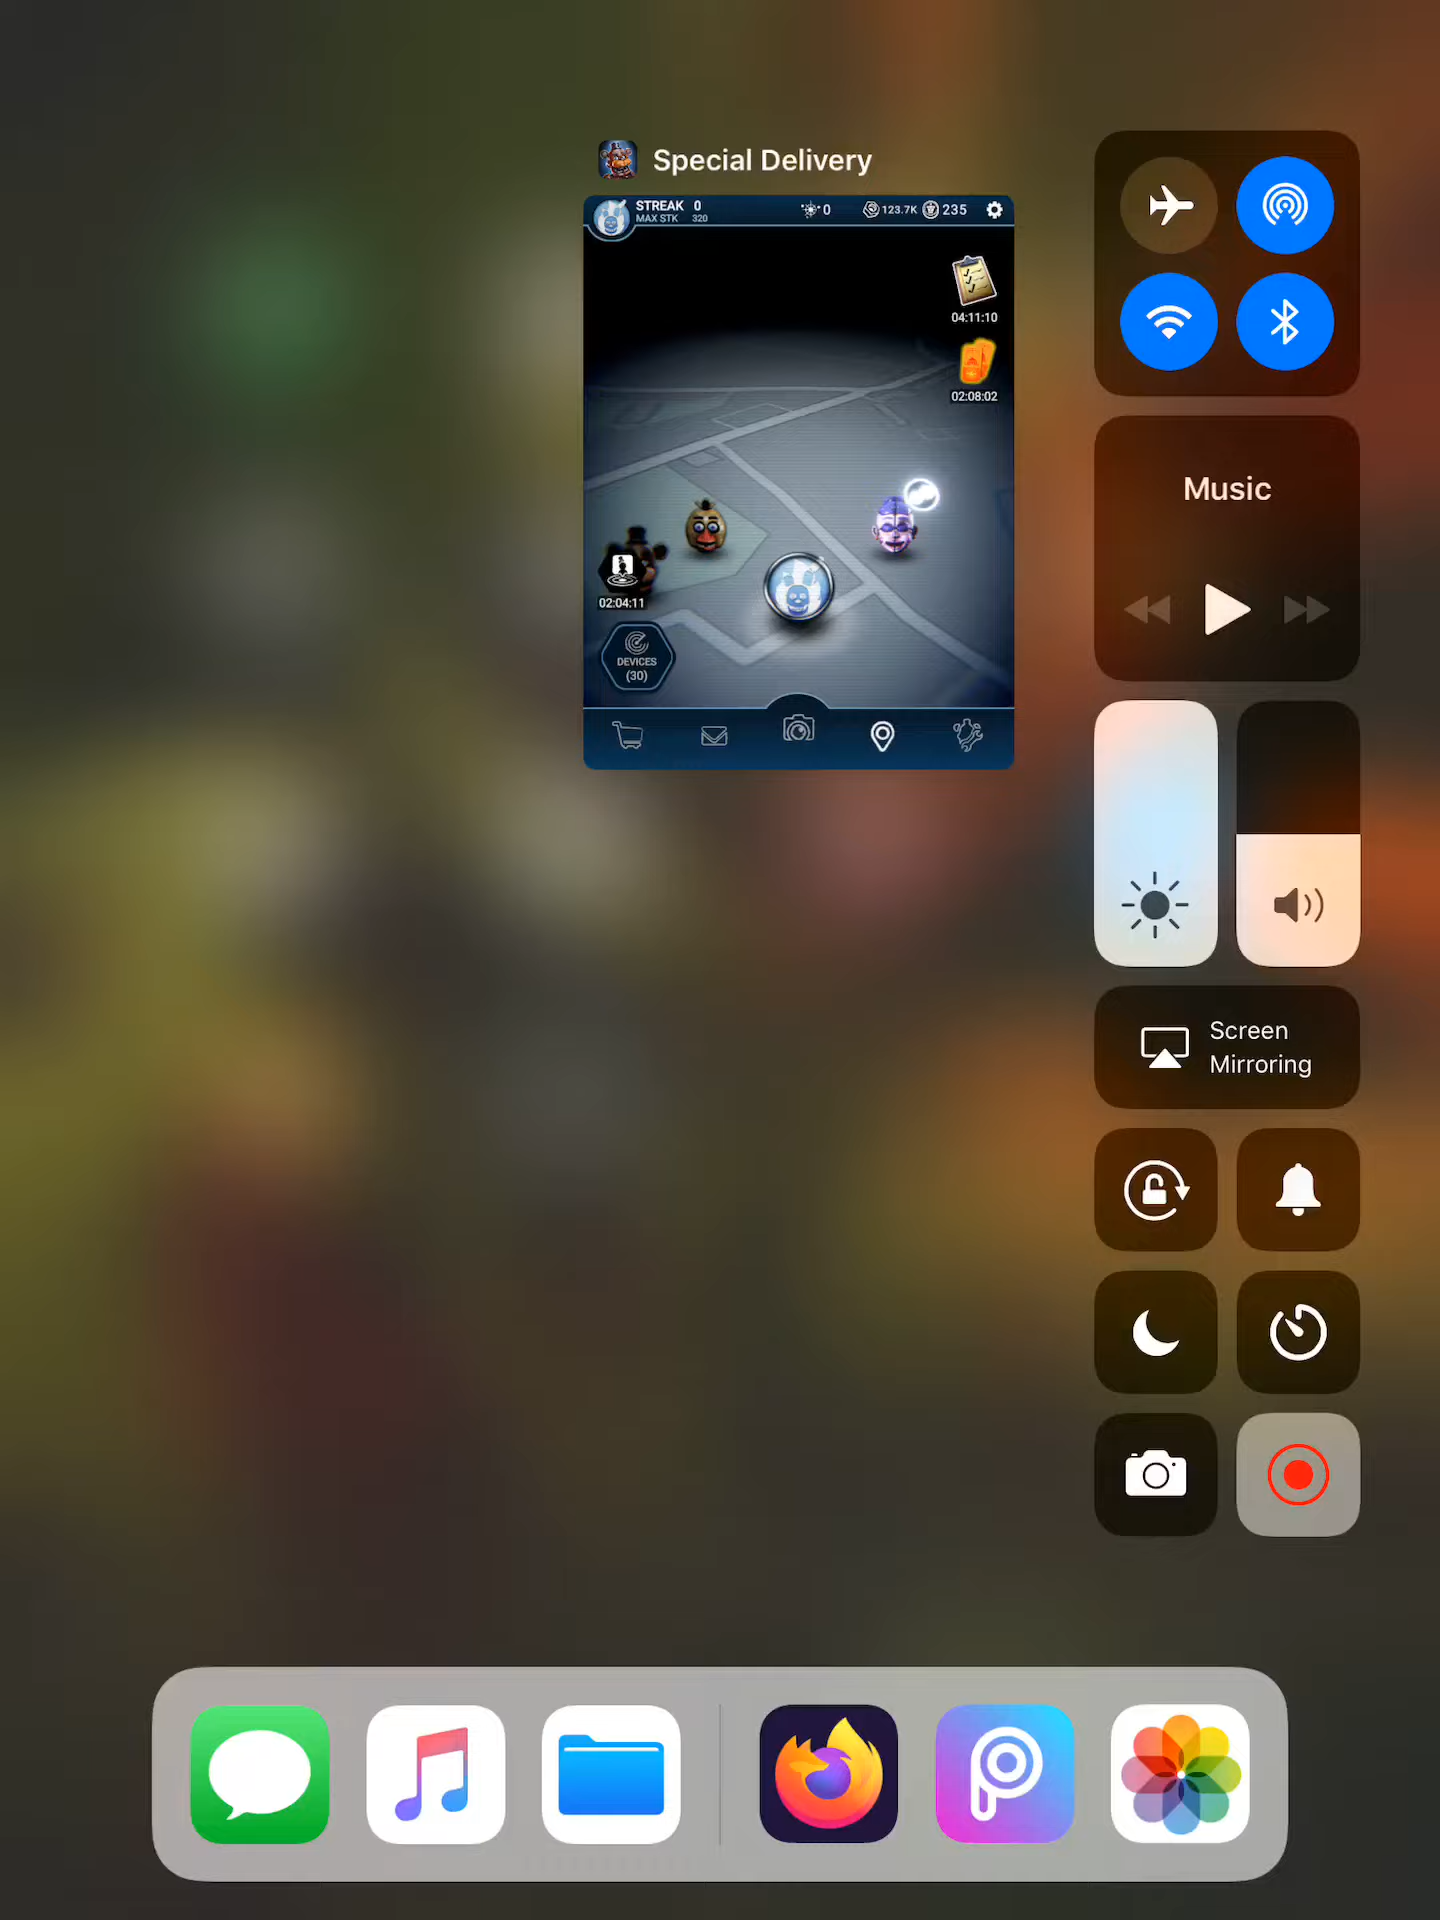 Special Delivery
STREAK 0
MAX STK 320
0
123.7K
235
04:11:10
02:08:02
02:04:11
DEVICES
(30)
Music
Screen
Mirroring